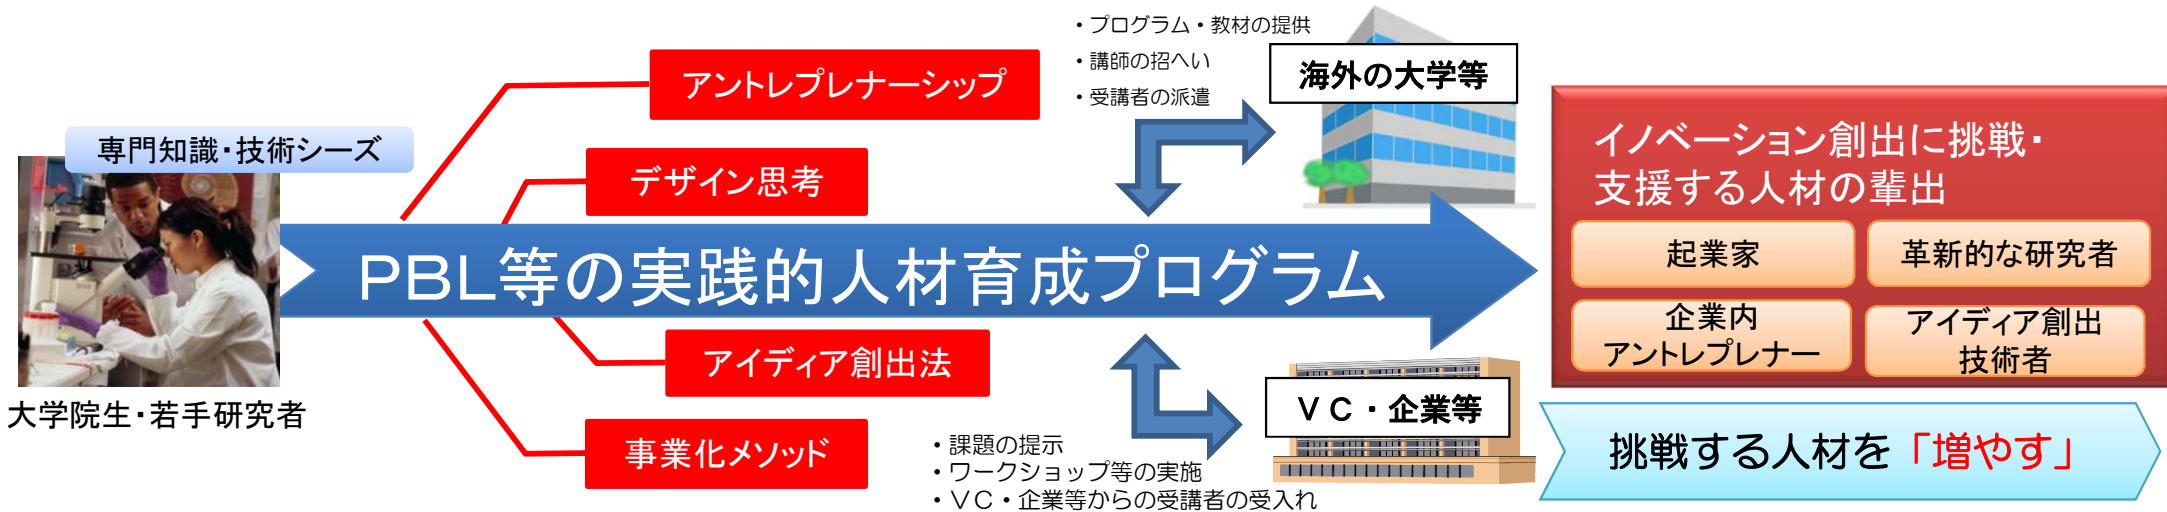 専門知識・技術シーズ
大学院生・若手研究者
アントレプレナーシップ
デザイン思考
PBL等の実践的人材育成プログラム
アイディア創出法
事業化メソッド
・プログラム・教材の提供
・講師の招へい
・受講者の派遣
海外の大学等
VC・企業等
・課題の提示
・ワークショップ等の実施
・VC・企業等からの受講者の受入れ
イノベーション創出に挑戦・
支援する人材の輩出
起業家
革新的な研究者
企業内
アントレプレナー
アイディア創出
技術者
挑戦する人材を「増やす」